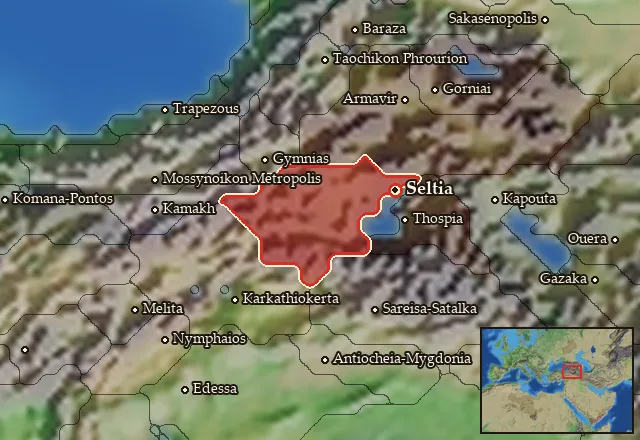 Sakasenopolis
Baraza
Taochikon Phrourion
Gorniai
Armavir
Trapezous
Gymnias
Mossynoikon Metropolis
Seltia
Komana-Pontos
Kamakh
Kapouta
Thospia
Ouera
Gazaka
Karkathiokerta
Melita
Sareisa-Satalka
Nymphaios
Antiocheia-Mygdonia
Edessa